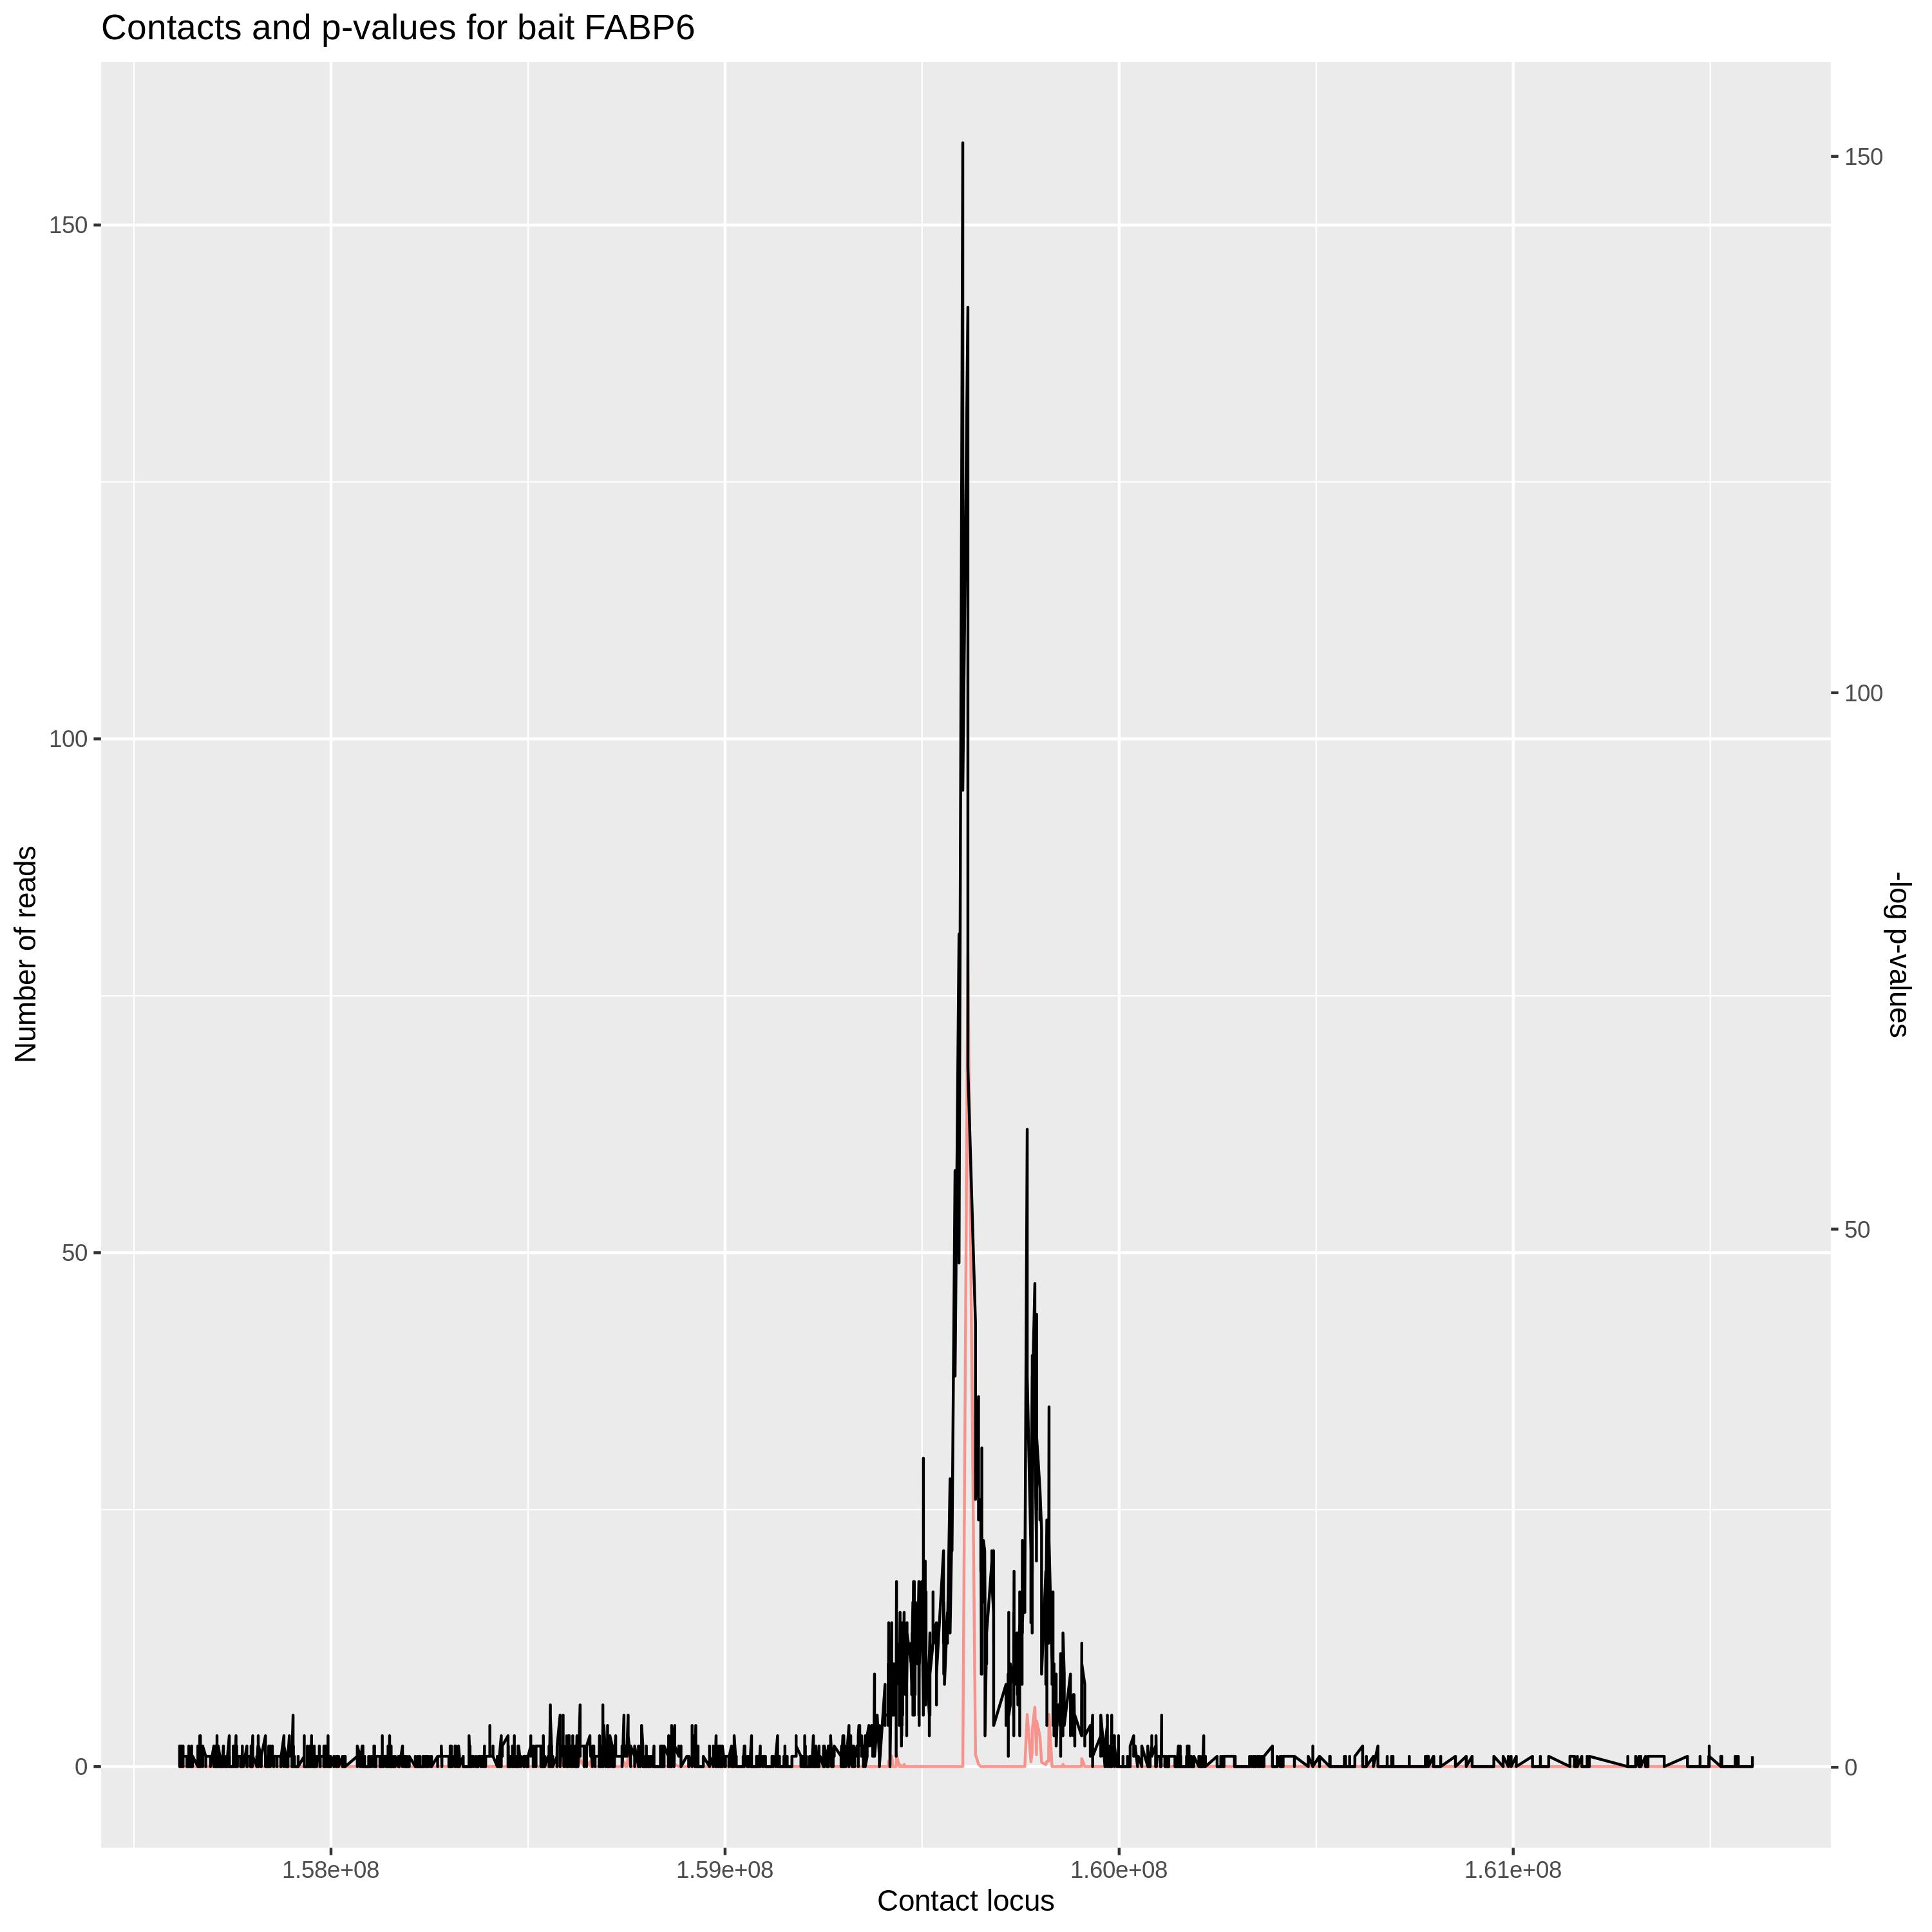 Contacts and p-values for bait FABP6
150
100
50
0
Number of reads
150
100
50
0
-log p-values
1.58e+08
1.59e+08
1.60e+08
1.61e+08
Contact locus